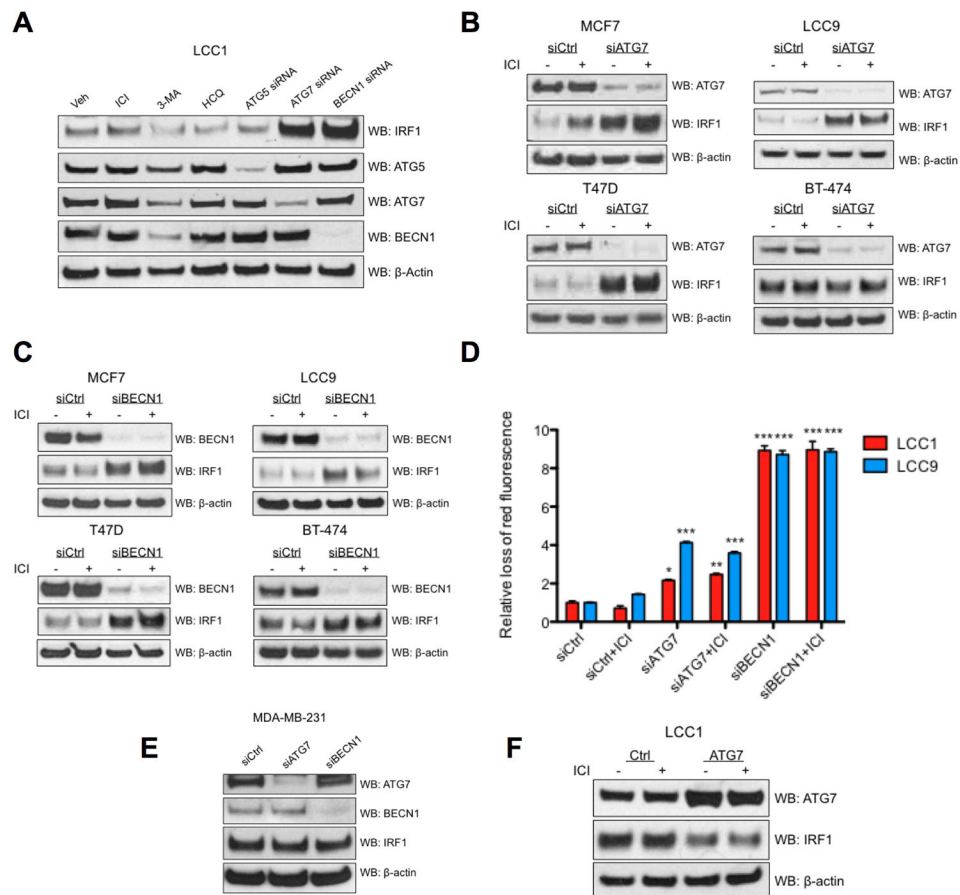 A
LCC1
Veh ICI 3-MA HCQ ATG5 siRNA ATG7 siRNA BECN1 siRNA
WB: IRF1
WB: ATG5
WB: ATG7
WB: BECN1
WB: β-Actin
B
MCF7
siCtrl siATG7
ICI - + - +
WB: ATG7
WB: IRF1
WB: β-actin
LCC9
siCtrl siATG7
- + - +
WB: ATG7
WB: IRF1
WB: β-actin
T47D
siCtrl siATG7
- + - +
WB: ATG7
WB: IRF1
WB: β-actin
BT-474
siCtrl siATG7
- + - +
WB: ATG7
WB: IRF1
WB: β-actin
C
MCF7
siCtrl siBECN1
ICI - + - +
WB: BECN1
WB: IRF1
WB: β-actin
LCC9
siCtrl siBECN1
- + - +
WB: BECN1
WB: IRF1
WB: β-actin
T47D
siCtrl siBECN1
ICI - + - +
WB: BECN1
WB: IRF1
WB: β-actin
BT-474
siCtrl siBECN1
- + - +
WB: BECN1
WB: IRF1
WB: β-actin
D
Relative loss of red fluorescence
10
8
6
4
2
0
* *** ** *** *** *** *** ***
siCtrl siCtrl+ICI siATG7 siATG7+ICI siBECN1 siBECN1+ICI
LCC1
LCC9
E
MDA-MB-231
siCtrl siATG7 siBECN1
WB: ATG7
WB: BECN1
WB: IRF1
WB: β-actin
F
LCC1
Ctrl ATG7
ICI - + - +
WB: ATG7
WB: IRF1
WB: β-actin